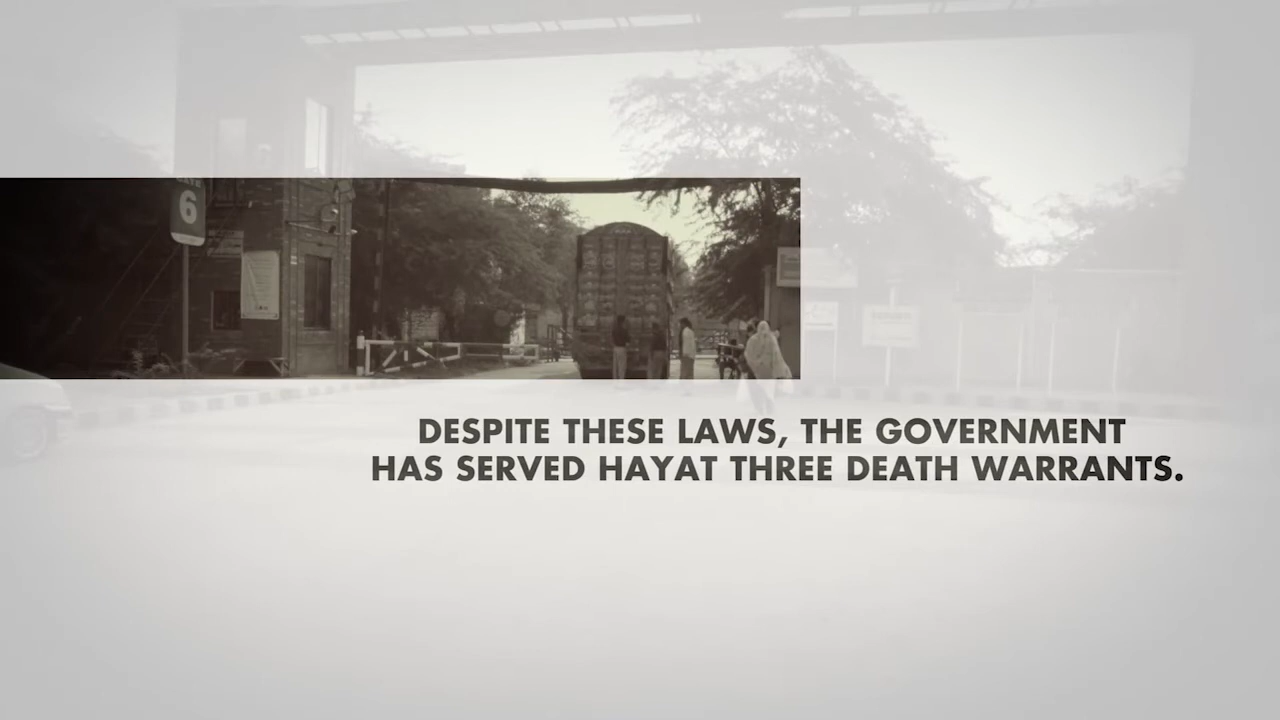 6
DESPITE THESE LAWS, THE GOVERNMENT
HAS SERVED HAYAT THREE DEATH WARRANTS.